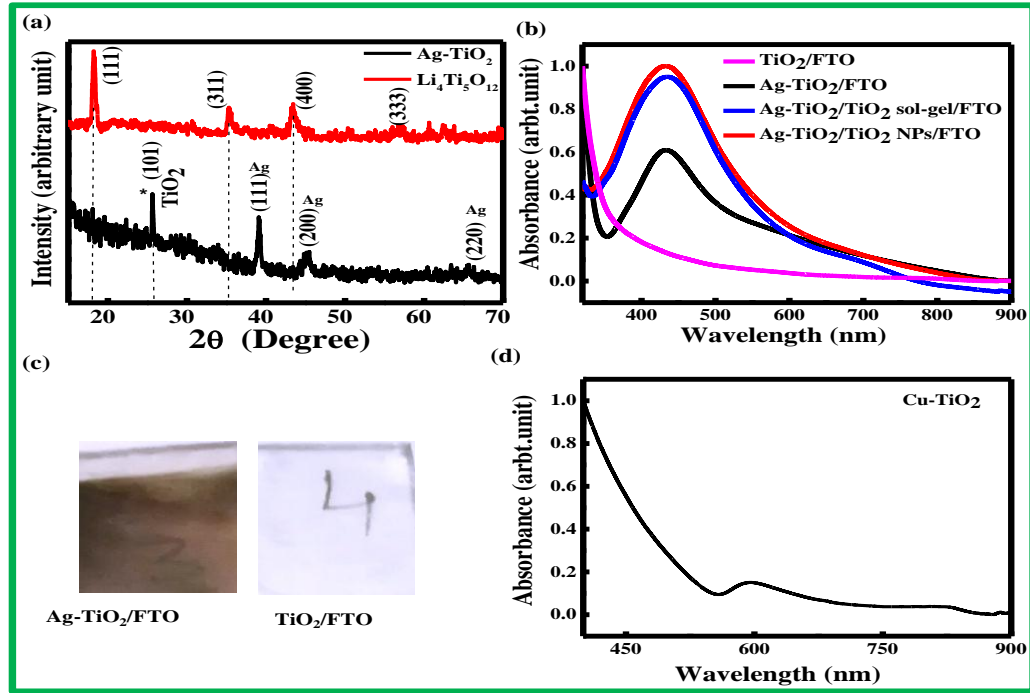 (a)
Intensity (arbitrary unit)
(111)
(311)
(400)
(333)
Ag-TiO₂
Li₄Ti₅O₁₂
* (101)
TiO₂
(111) Ag
(200) Ag
(220) Ag
20 30 40 50 60 70
2θ (Degree)
(b)
Absorbance (arbt.unit)
1.0
0.8
0.6
0.4
0.2
0.0
TiO₂/FTO
Ag-TiO₂/FTO
Ag-TiO₂/TiO₂ sol-gel/FTO
Ag-TiO₂/TiO₂ NPs/FTO
400 500 600 700 800 900
Wavelength (nm)
(c)
4
Ag-TiO₂/FTO
TiO₂/FTO
(d)
Absorbance (arbt.unit)
1.0
0.8
0.6
0.4
0.2
0.0
Cu-TiO₂
450 600 750 900
Wavelength (nm)